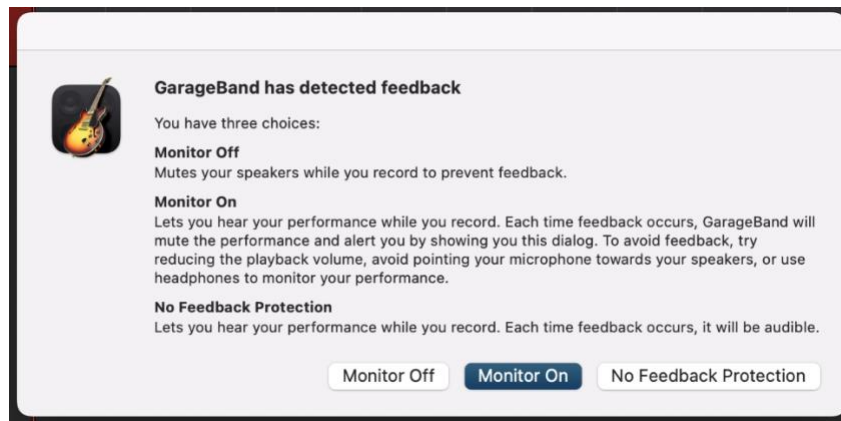 GarageBand has detected feedback
You have three choices:
Monitor Off
Mutes your speakers while you record to prevent feedback.
Monitor On
Lets you hear your performance while you record. Each time feedback occurs, GarageBand will
mute the performance and alert you by showing you this dialog. To avoid feedback, try
reducing the playback volume, avoid pointing your microphone towards your speakers, or use
headphones to monitor your performance.
No Feedback Protection
Lets you hear your performance while you record. Each time feedback occurs, it will be audible.
Monitor Off Monitor On No Feedback Protection